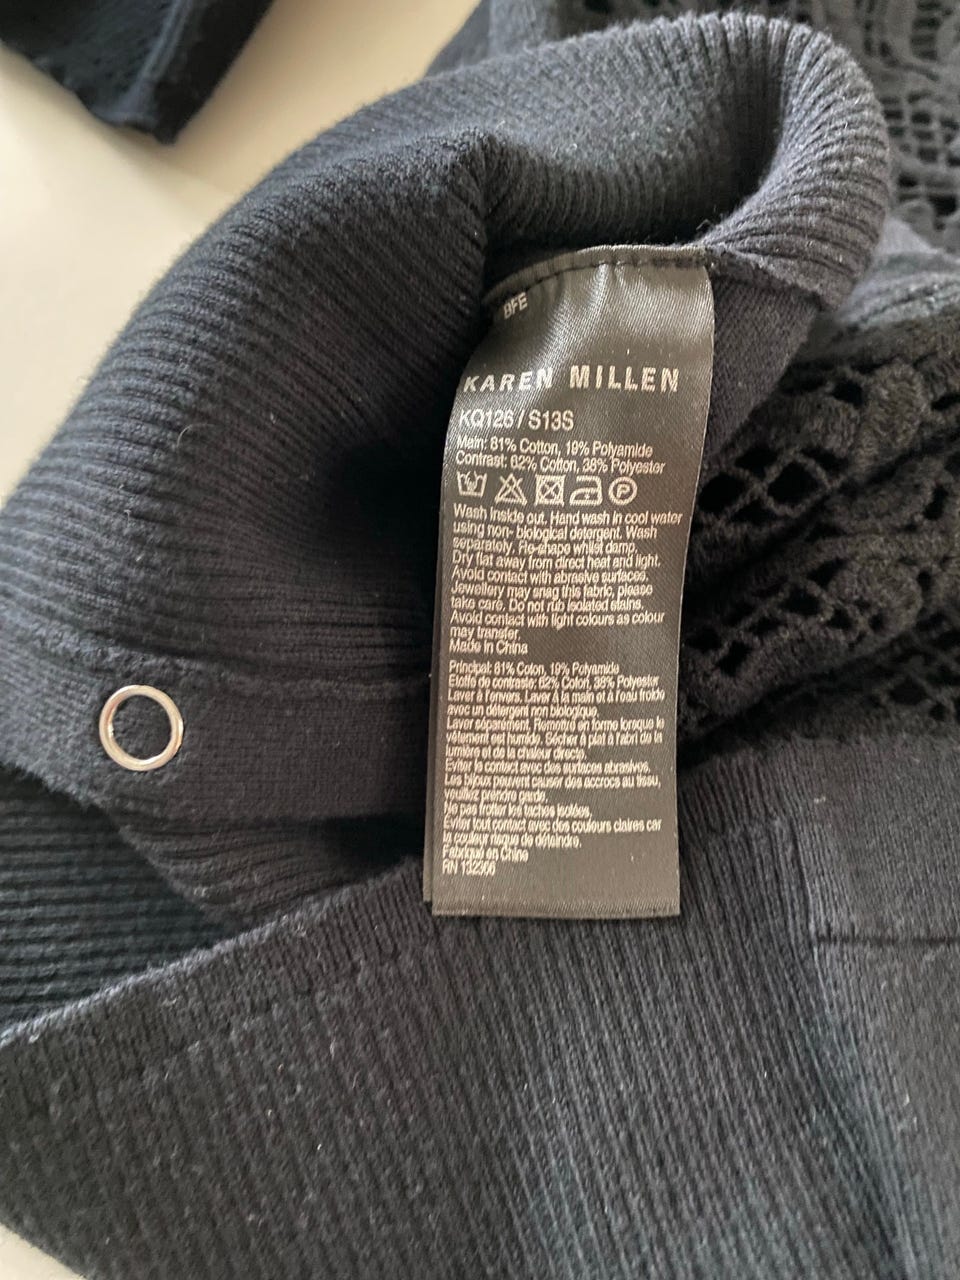 BFE
KAREN MILLEN
KQ126 / S13S
Main: 81% Cotton, 19% Polyamide
Contrast: 62% Cotton, 38% Polyester
P
Wash inside out. Hand wash in cool water
using non- biological detergent. Wash
separately. Re-shape whilst damp.
Dry flat away from direct heat and light.
Avoid contact with abrasive surfaces.
Jewellery may snag this fabric, please
take care. Do not rub isolated stains.
Avoid contact with light colours as colour
may transfer.
Made in China
Principal: 81% Coton, 19% Polyamide
Etoffe de contraste: 62% Coton, 38% Polyester
Laver à l'envers. Laver à la main et à l'eau froide
avec un détergent non biologique.
Laver séparément. Remettre en forme lorsque le
vêtement est humide. Sécher à plat à l'abri de la
lumière et de la chaleur directe.
Eviter le contact avec des surfaces abrasives.
Les bijoux peuvent causer des accrocs au tissu,
veuillez prendre garde.
Ne pas frotter les taches isolées.
Eviter tout contact avec des couleurs claires car
la couleur risque de déteindre.
Fabriqué en Chine
RN 132306